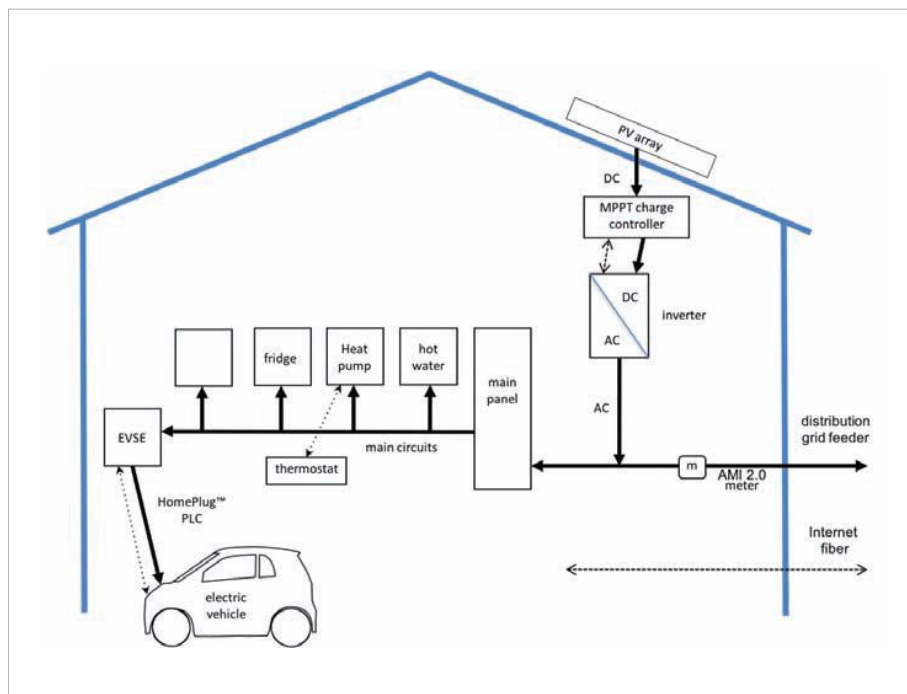 PV array
DC
MPPT charge
controller
DC
AC
inverter
AC
fridge
Heat
pump
hot
water
main
panel
EVSE
main circuits
thermostat
distribution
grid feeder
m
AMI 2.0
meter
HomePlug™
PLC
Internet
fiber
electric
vehicle